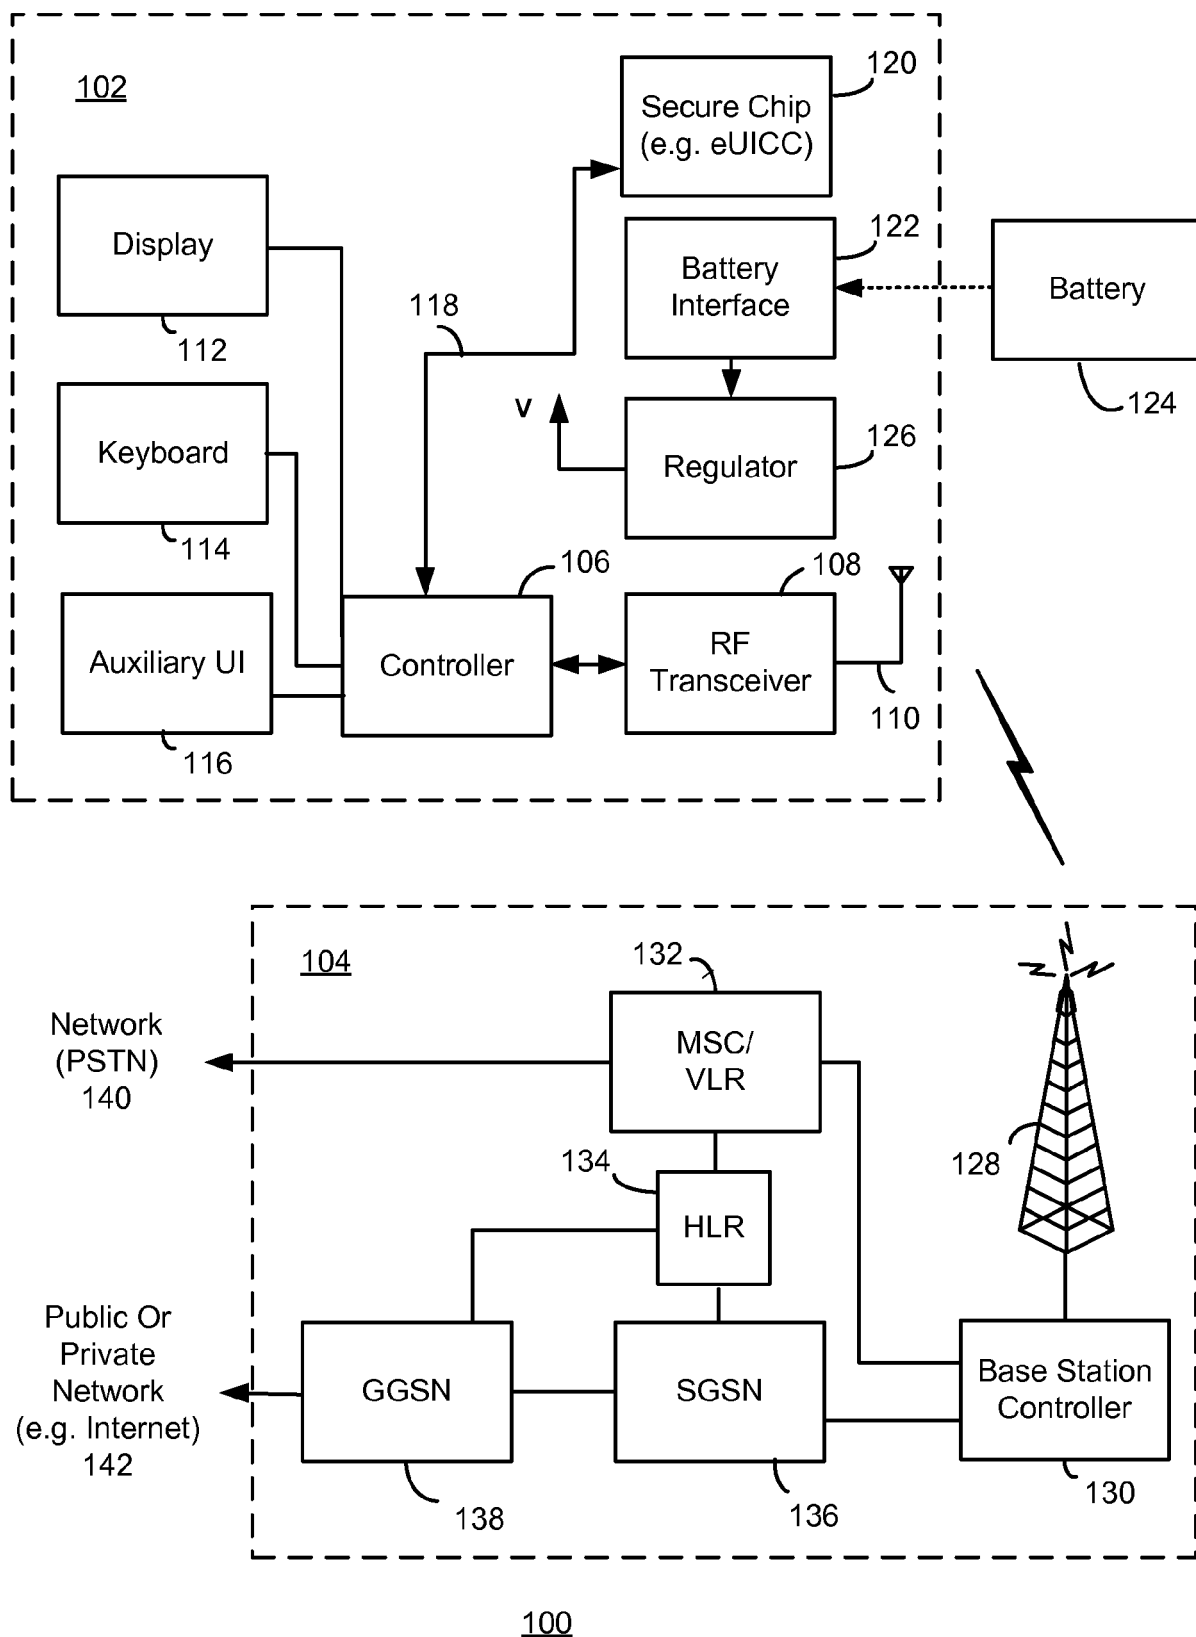 102
120
Secure Chip
(e.g. eUICC)
Display
112
122
Battery
Interface
Battery
124
118
V
Keyboard
114
126
Regulator
106
108
Auxiliary UI
116
Controller
RF
Transceiver
110
104
132
MSC/
VLR
Network
(PSTN)
140
128
134
HLR
Public Or
Private
Network
(e.g. Internet)
142
GGSN
138
SGSN
136
Base Station
Controller
130
100